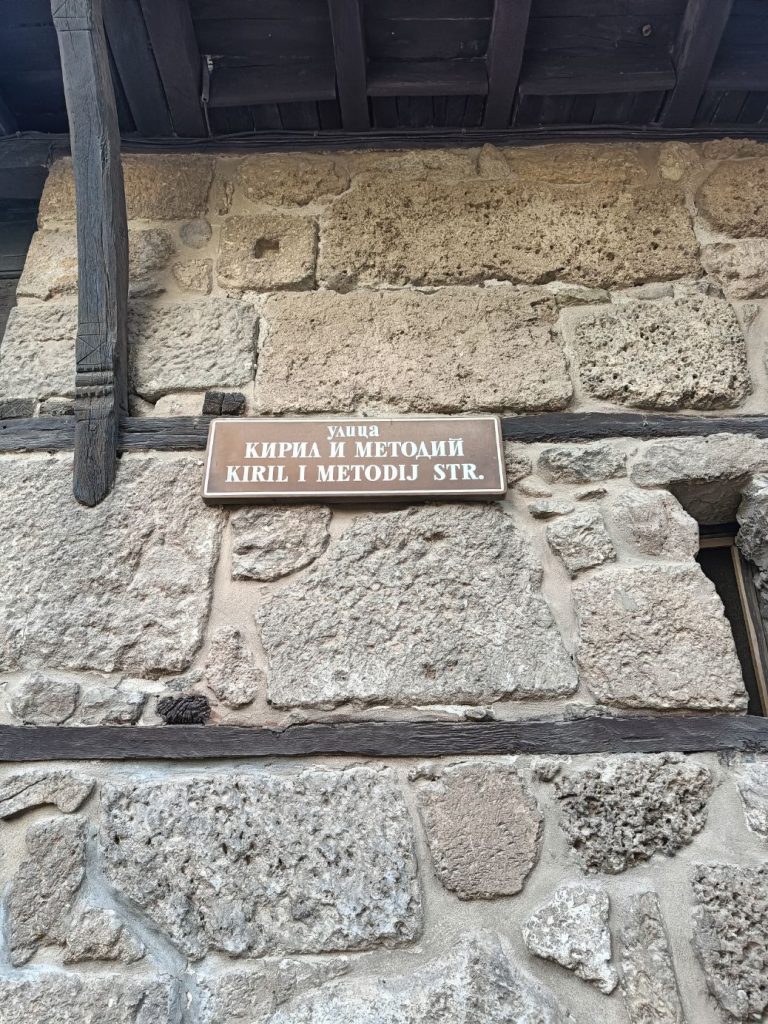 улица
КИРИЛ И МЕТОДИЙ
KIRIL I METODIJ STR.